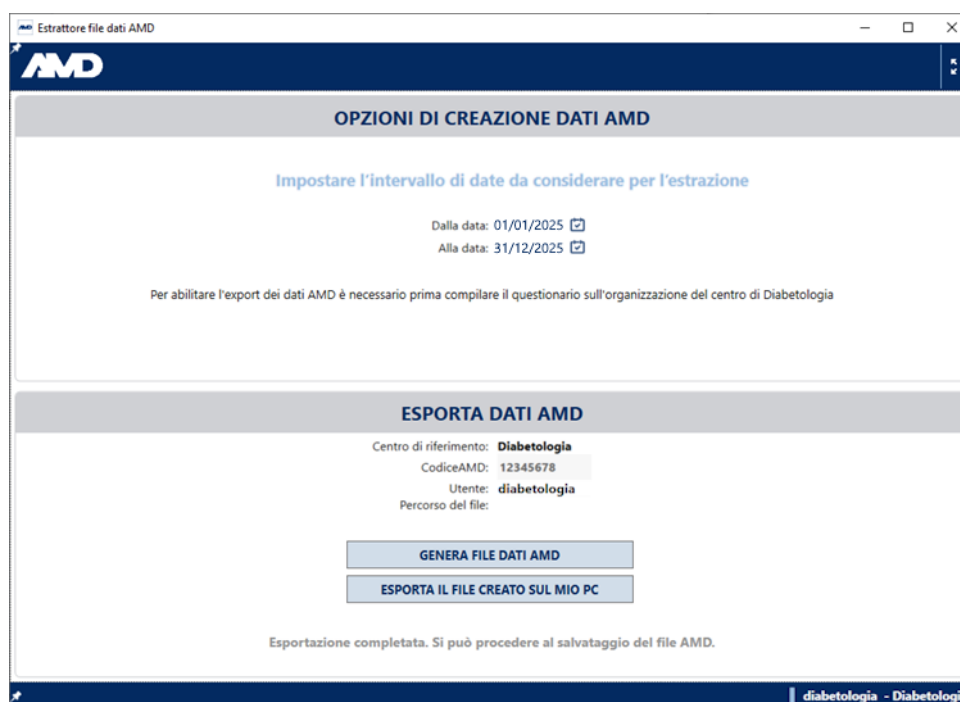 AMD Estrattore file dati AMD
AMD
OPZIONI DI CREAZIONE DATI AMD
Impostare l'intervallo di date da considerare per l'estrazione
Dalla data: 01/01/2025
Alla data: 31/12/2025
Per abilitare l'export dei dati AMD è necessario prima compilare il questionario sull'organizzazione del centro di Diabetologia
ESPORTA DATI AMD
Centro di riferimento: Diabetologia
CodiceAMD: 12345678
Utente: diabetologia
Percorso del file:
GENERA FILE DATI AMD
ESPORTA IL FILE CREATO SUL MIO PC
Esportazione completata. Si può procedere al salvataggio del file AMD.
diabetologia - Diabetologi